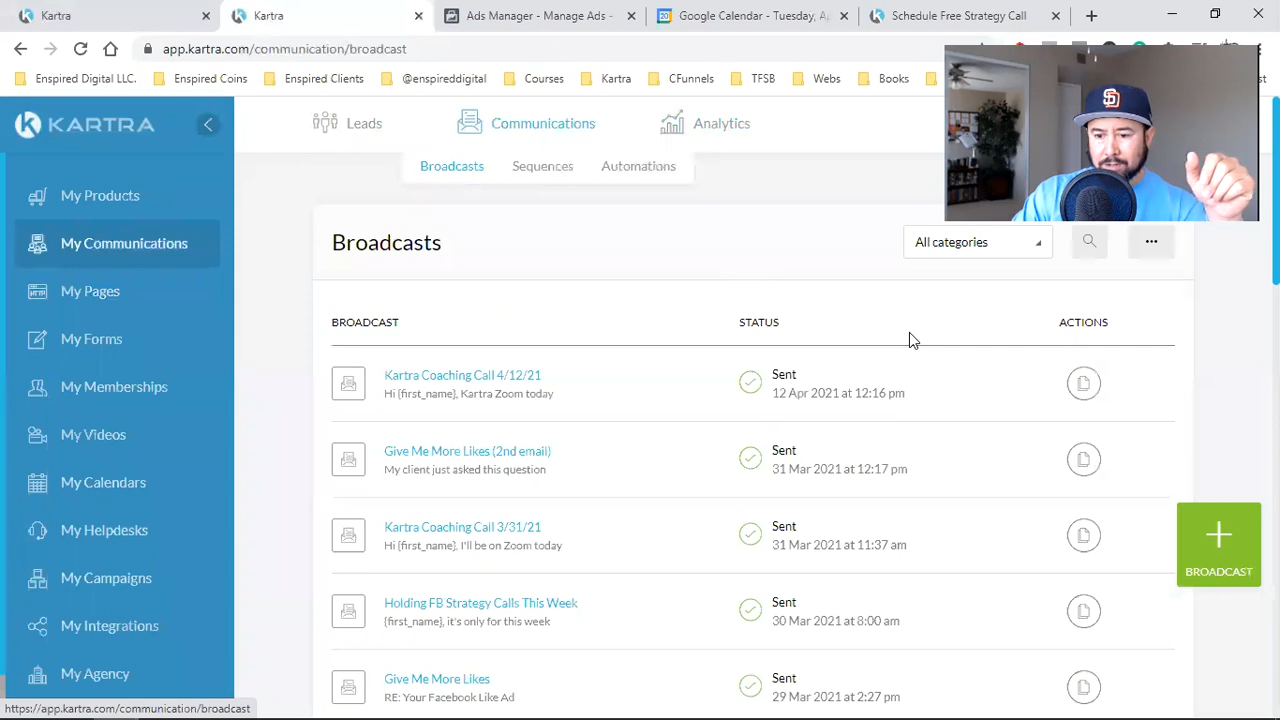 Kartra
Kartra
Ads Manager - Manage Ads -
Google Calendar - Tuesday, Ap
Schedule Free Strategy Call
app.kartra.com/communication/broadcast
Enspired Digital LLC.
Enspired Coins
Enspired Clients
@enspireddigital
Courses
Kartra
CFunnels
TFSB
Webs
Books
KARTRA
Leads
Communications
Analytics
Broadcasts
Sequences
Automations
My Products
My Communications
My Pages
My Forms
My Memberships
My Videos
My Calendars
My Helpdesks
My Campaigns
My Integrations
My Agency
Broadcasts
All categories
BROADCAST
STATUS
ACTIONS
Kartra Coaching Call 4/12/21
Hi {first_name}, Kartra Zoom today
Sent
12 Apr 2021 at 12:16 pm
Give Me More Likes (2nd email)
My client just asked this question
Sent
31 Mar 2021 at 12:17 pm
Kartra Coaching Call 3/31/21
Hi {first_name}, I'll be on Zoom today
Sent
31 Mar 2021 at 11:37 am
Holding FB Strategy Calls This Week
{first_name}, it's only for this week
Sent
30 Mar 2021 at 8:00 am
Give Me More Likes
RE: Your Facebook Like Ad
Sent
29 Mar 2021 at 2:27 pm
BROADCAST
https://app.kartra.com/communication/broadcast